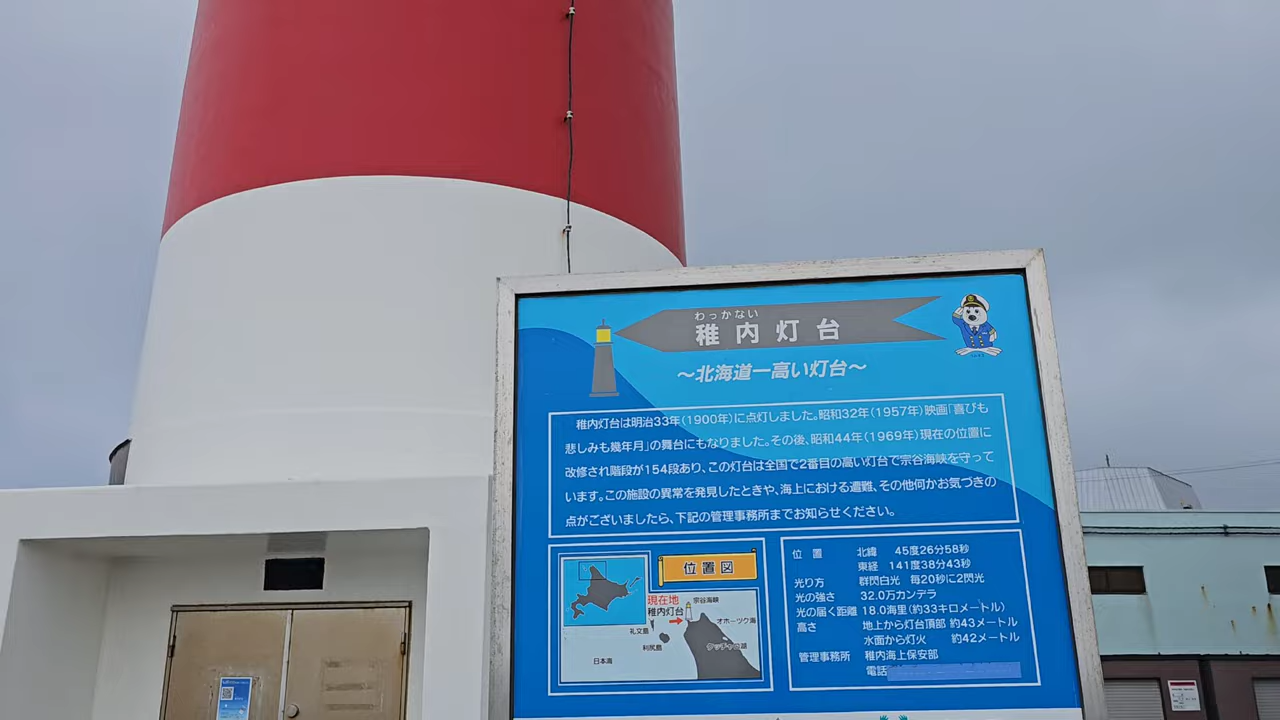 わっかない
稚内灯台
～北海道一高い灯台～
稚内灯台は明治33年(1900年)に点灯しました。昭和32年(1957年)映画「喜びも
悲しみも幾年月」の舞台にもなりました。その後、昭和44年(1969年)現在の位置に
改修され階段が154段あり、この灯台は全国で2番目の高い灯台で宗谷海峡を守って
います。この施設の異常を発見したときや、海上における遭難、その他何かお気づきの
点がございましたら、下記の管理事務所までお知らせください。
位置図
現在地
稚内灯台
宗谷海峡
オホーツク海
礼文島
利尻島
日本海
位置 北緯 45度26分58秒
東経 141度38分43秒
光り方 群閃白光 毎20秒に2閃光
光の強さ 32.0万カンデラ
光の届く距離 18.0海里(約33キロメートル)
高さ 地上から灯台頂部 約43メートル
水面から灯火 約42メートル
管理事務所 稚内海上保安部
電話